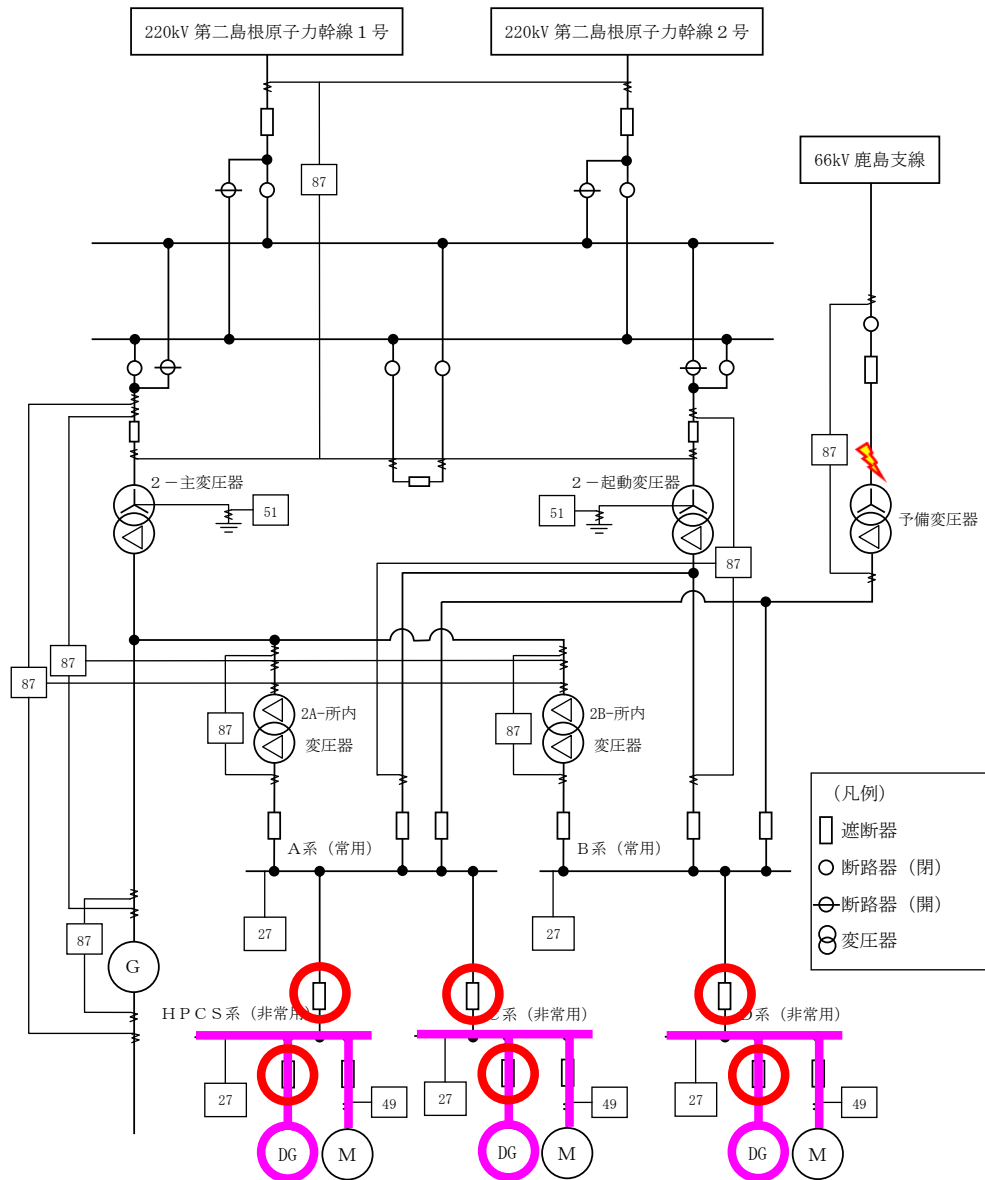 220kV 第二島根原子力幹線１号
220kV 第二島根原子力幹線２号
66kV 鹿島支線
87
87
２－主変圧器
２－起動変圧器
予備変圧器
51
51
87
87
87
87
87
2A-所内
変圧器
2B-所内
変圧器
（凡例）
遮断器
断路器（閉）
断路器（開）
変圧器
Ａ系（常用）
Ｂ系（常用）
27
27
87
G
ＨＰＣＳ系（非常用）
Ｃ系（非常用）
Ｄ系（非常用）
27
49
27
49
27
49
DG
M
DG
M
DG
M